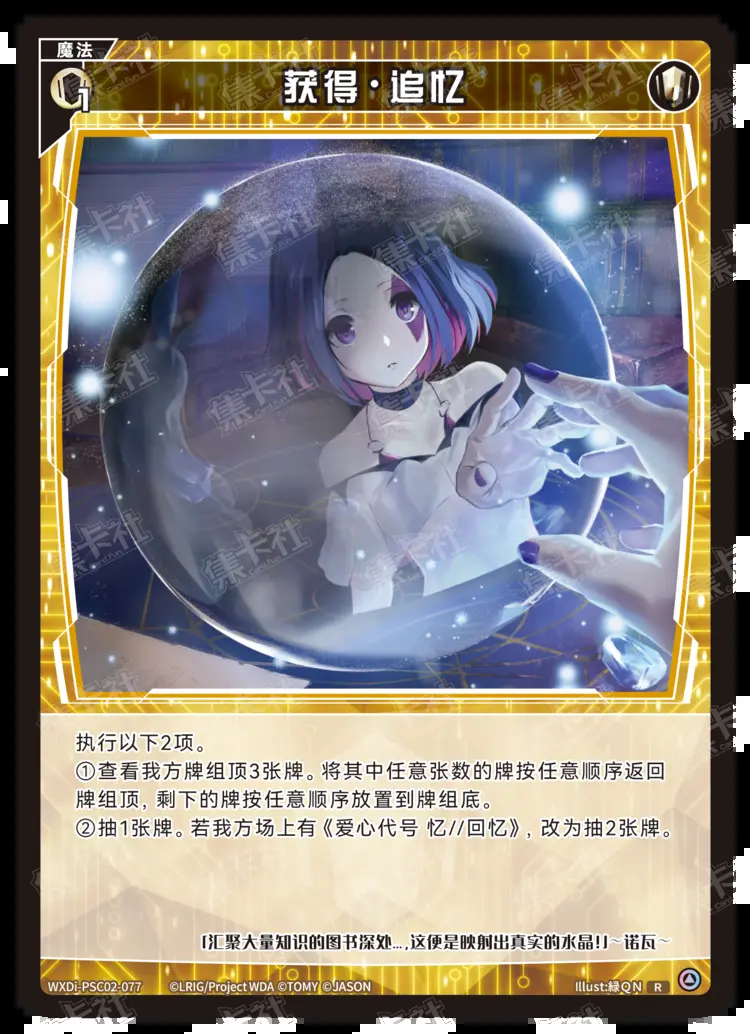 魔法
1
获得·追忆
执行以下2项。
①查看我方牌组顶3张牌。将其中任意张数的牌按任意顺序返回
牌组顶, 剩下的牌按任意顺序放置到牌组底。
②抽1张牌。若我方场上有《爱心代号 忆//回忆》, 改为抽2张牌。
「汇聚大量知识的图书深处…,这便是映射出真实的水晶!」~诺瓦~
WXDi-PSC02-077 ©LRIG/Project WDA ©TOMY ©JASON Illust:緑QN R
集卡社